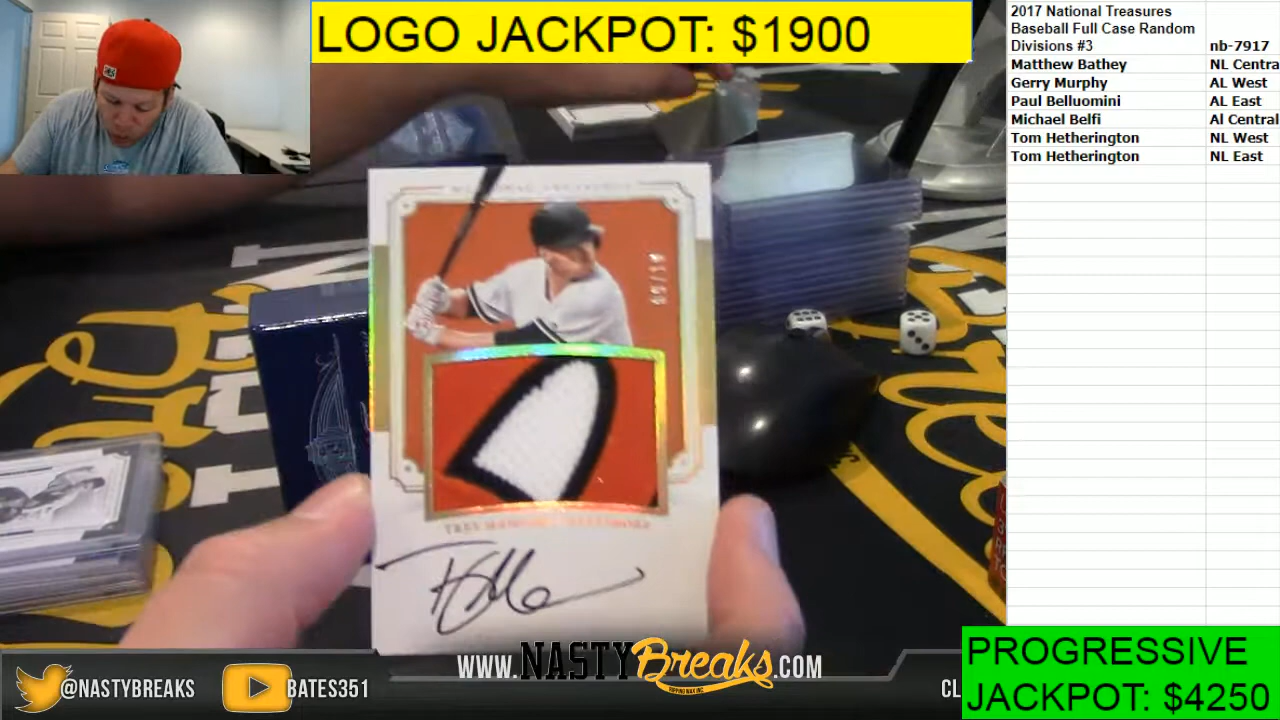 LOGO JACKPOT: $1900
2017 National Treasures
Baseball Full Case Random
Divisions #3 nb-7917
Matthew Bathey NL Centra
Gerry Murphy AL West
Paul Belluomini AL East
Michael Belfi Al Central
Tom Hetherington NL West
Tom Hetherington NL East
TREY
WWW.NASTYBreaks.COM
@NASTYBREAKS
BATES351
CL
PROGRESSIVE
JACKPOT: $4250